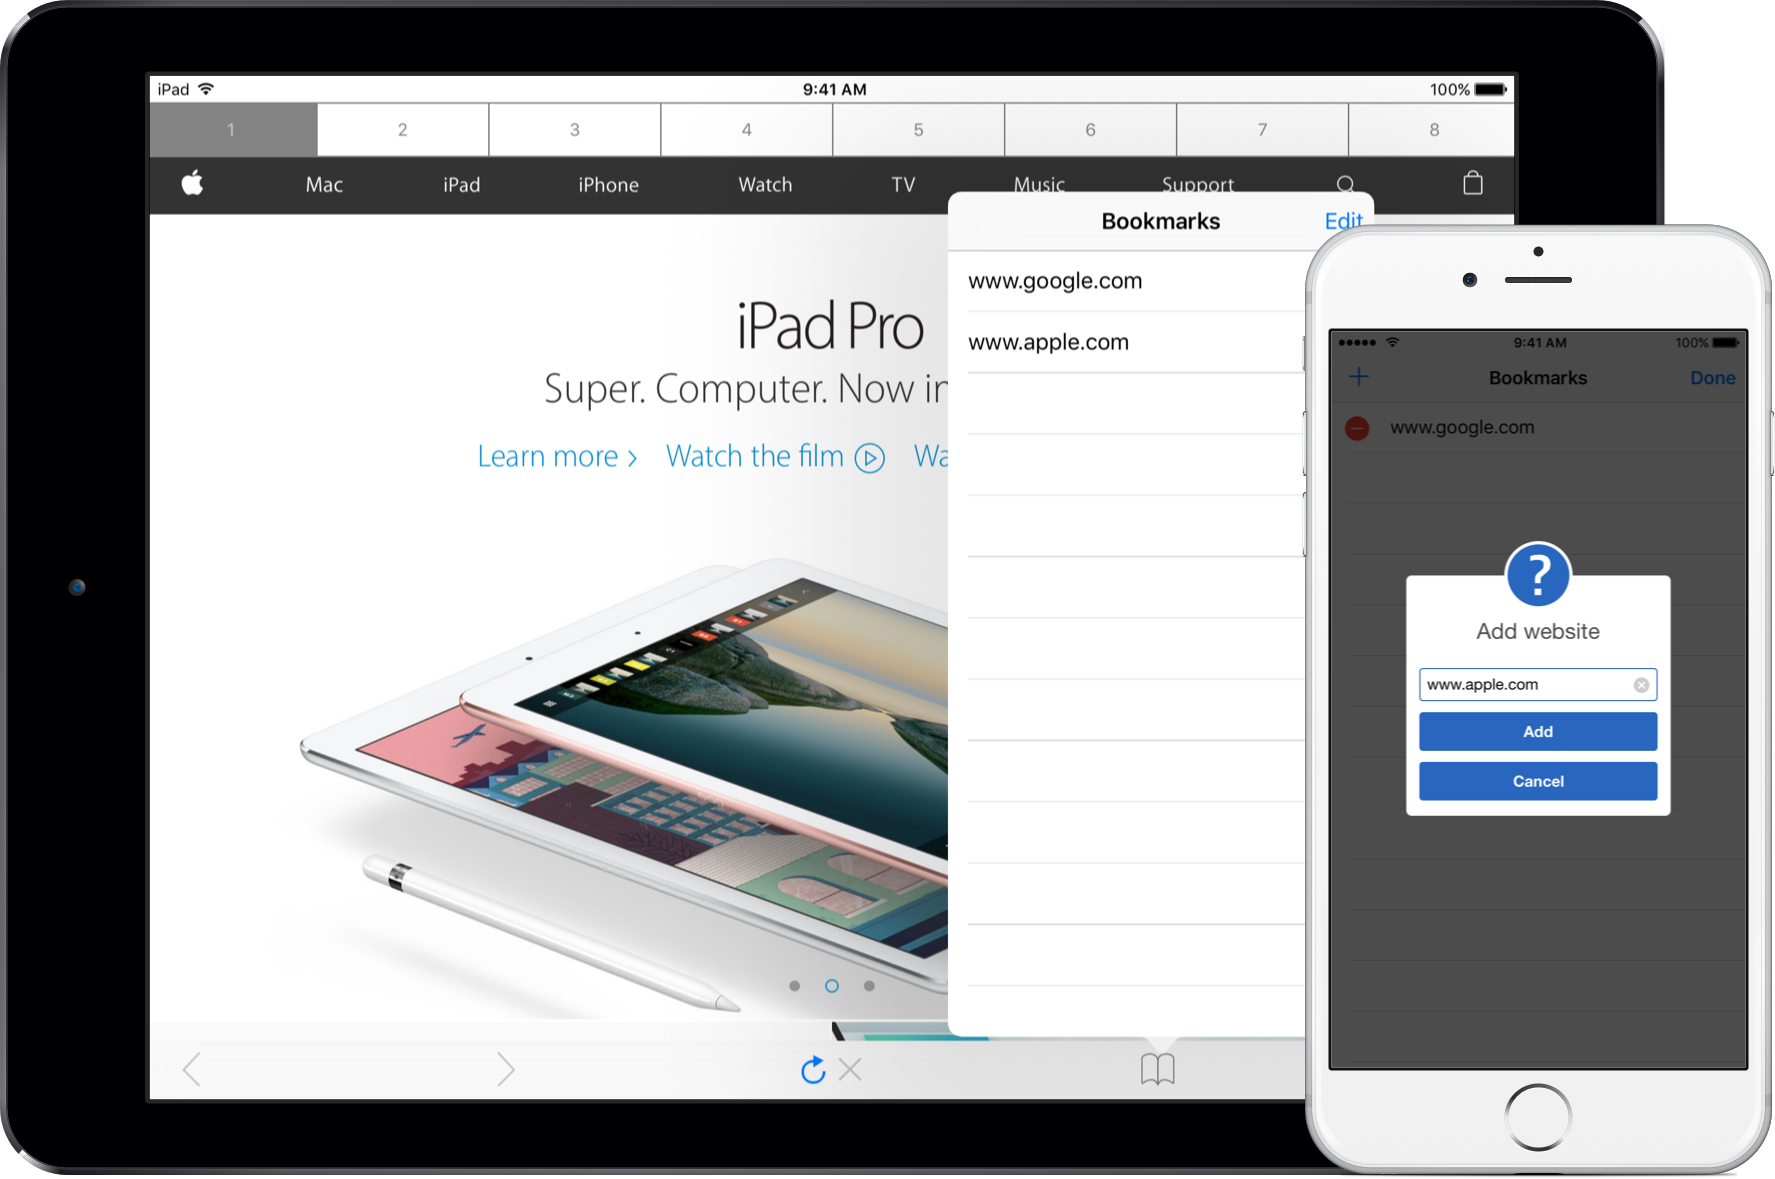 iPad 9:41 AM 100%
1 2 3 4 5 6 7 8
Mac iPad iPhone Watch TV Music Support
Bookmarks Edit
www.google.com
www.apple.com
iPad Pro
Super. Computer. Now in
Learn more Watch the film Wa
9:41 AM 100%
+ Bookmarks Done
www.google.com
?
Add website
www.apple.com
Add
Cancel